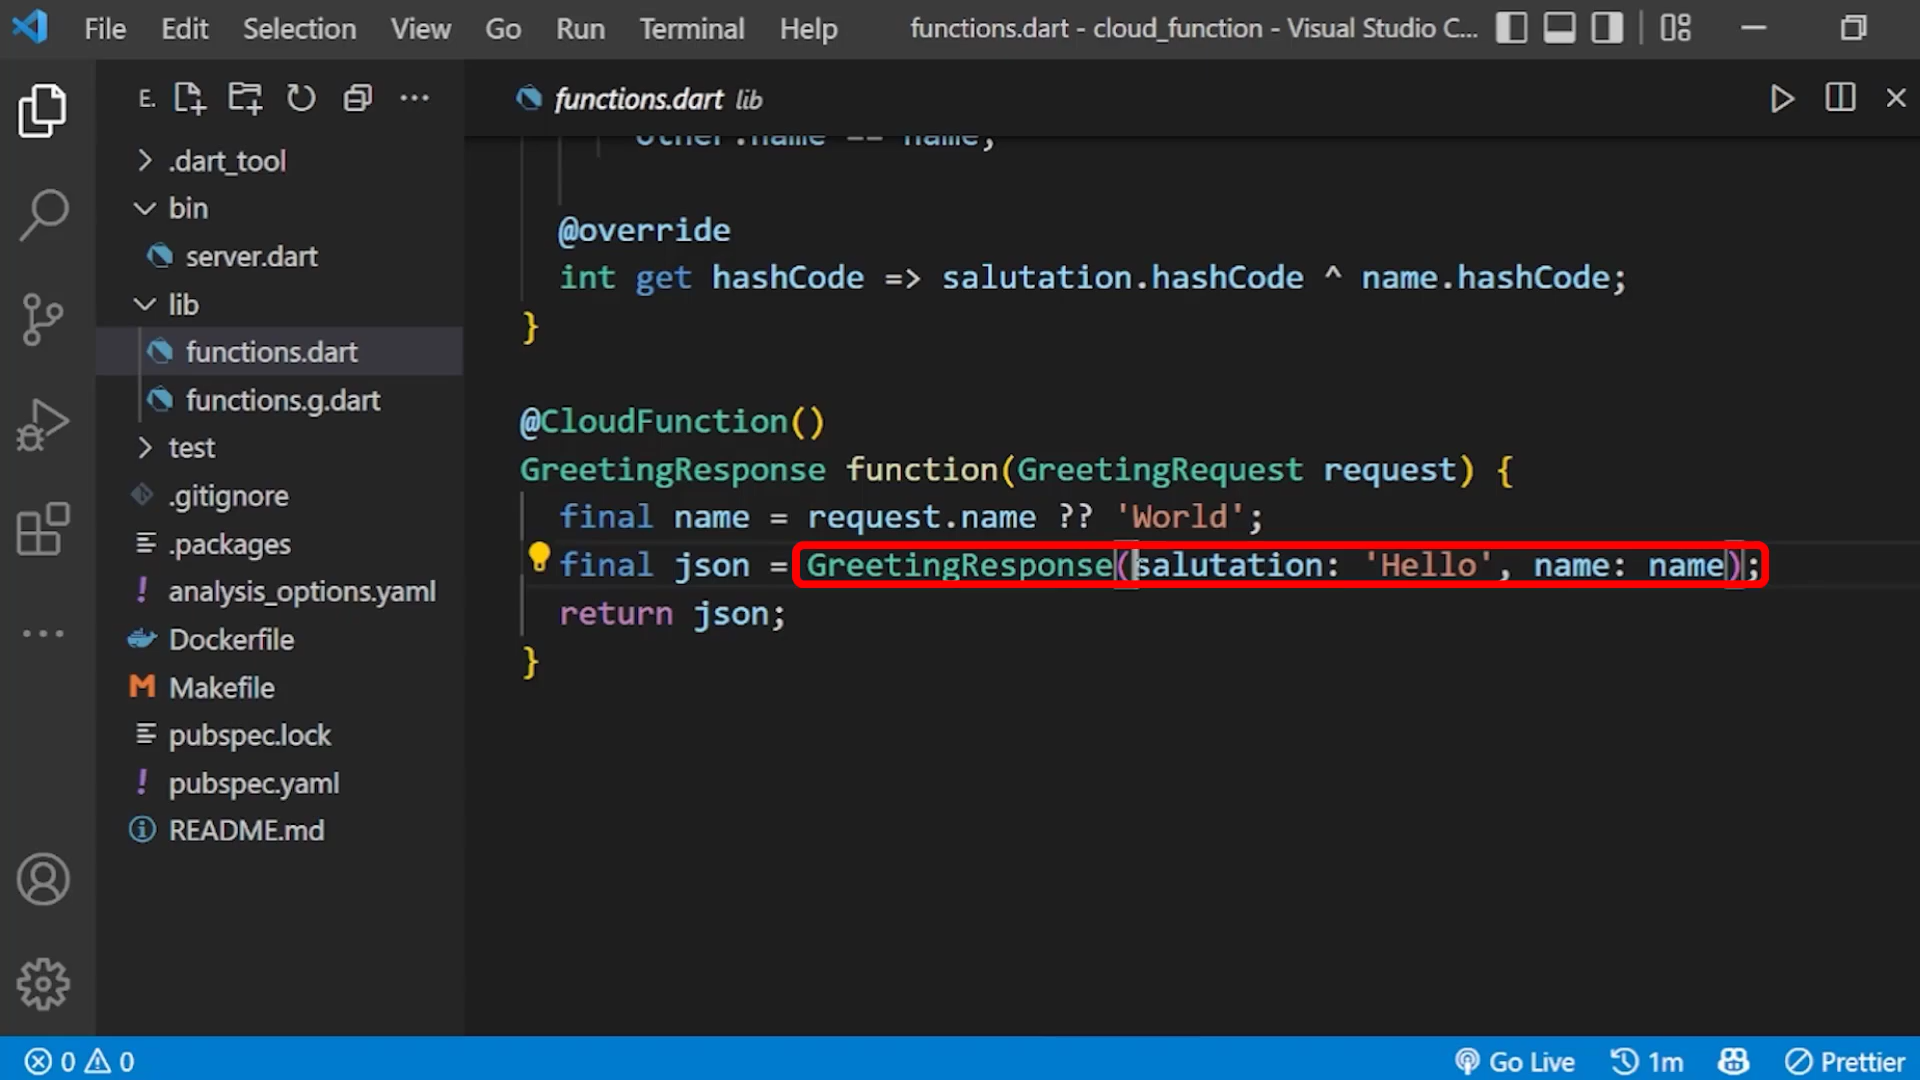 File Edit Selection View Go Run Terminal Help functions.dart - cloud_function - Visual Studio C...
E.
.dart_tool
bin
server.dart
lib
functions.dart
functions.g.dart
test
.gitignore
.packages
analysis_options.yaml
Dockerfile
Makefile
pubspec.lock
pubspec.yaml
README.md
functions.dart lib
other.name == name;
@override
int get hashCode => salutation.hashCode ^ name.hashCode;
}
@CloudFunction()
GreetingResponse function(GreetingRequest request) {
final name = request.name ?? 'World';
final json = GreetingResponse(salutation: 'Hello', name: name);
return json;
}
0 0 Go Live 1m Prettier